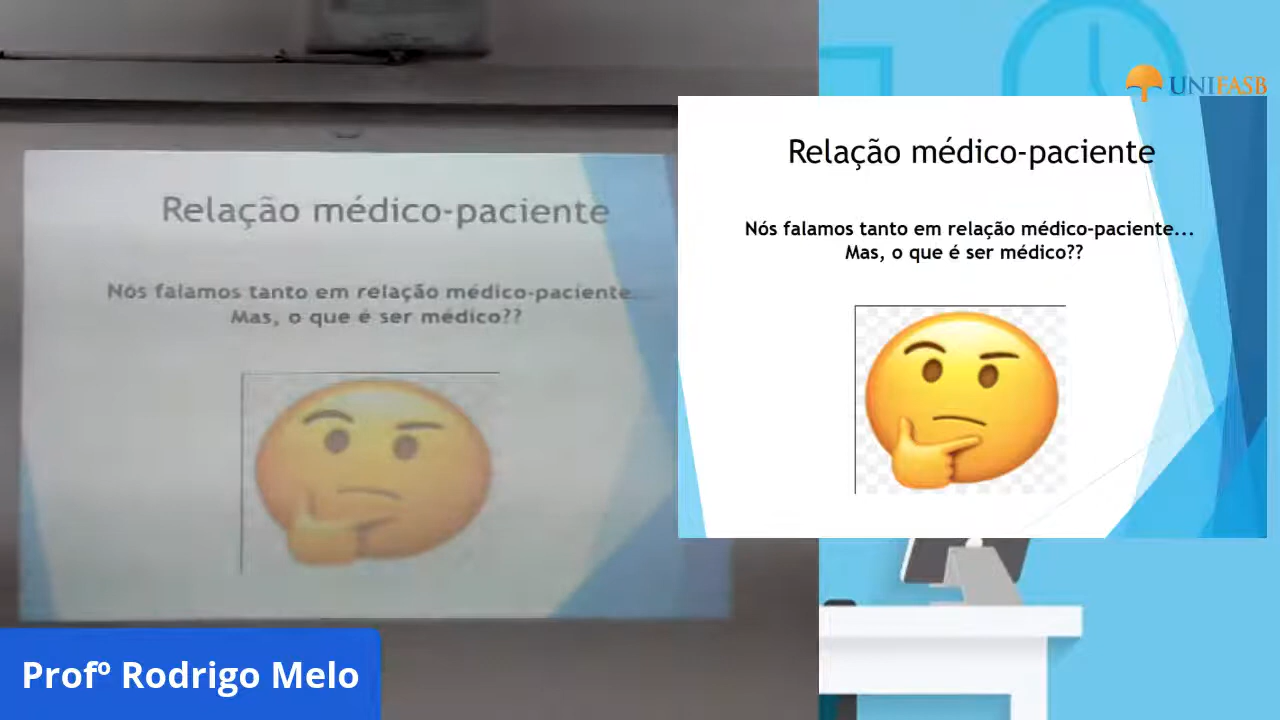 Relação médico-paciente
Nós falamos tanto em relação médico-paciente...
Mas, o que é ser médico??
UNIFASB
Relação médico-paciente
Nós falamos tanto em relação médico-paciente...
Mas, o que é ser médico??
Profº Rodrigo Melo